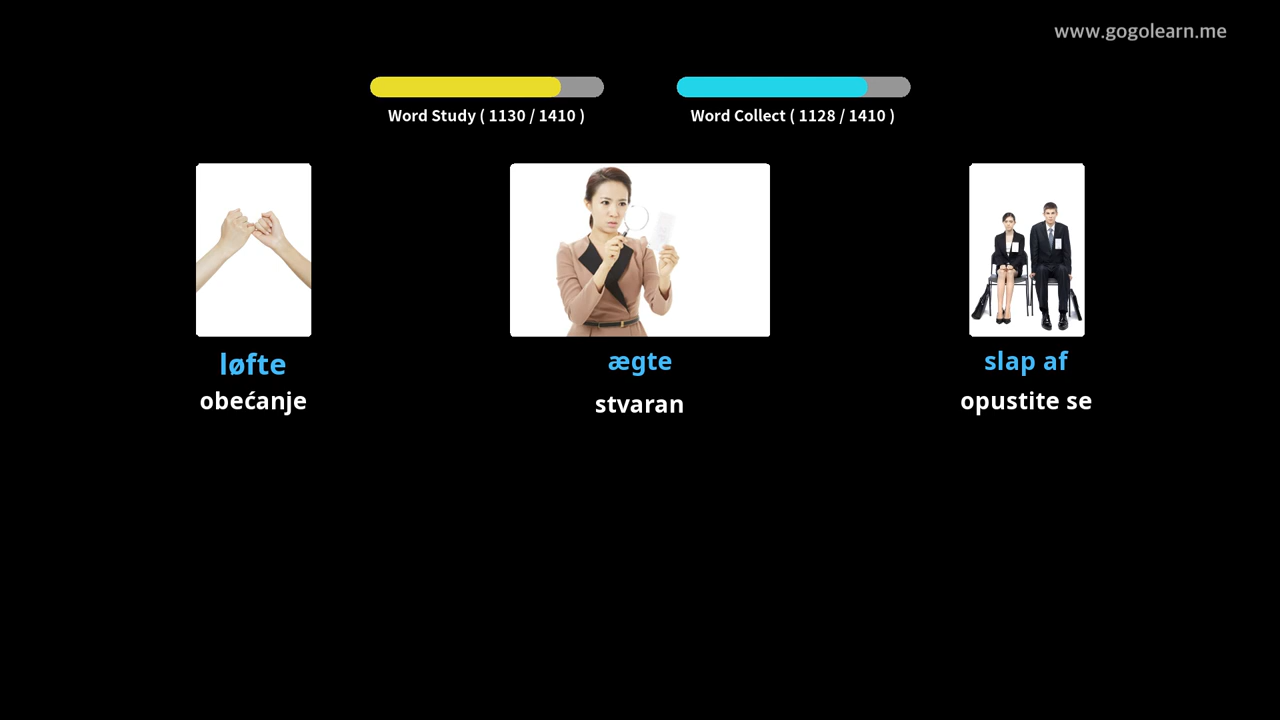 www.gogolearn.me
Word Study ( 1130 / 1410 )
Word Collect ( 1128 / 1410 )
løfte
obećanje
ægte
stvaran
slap af
opustite se